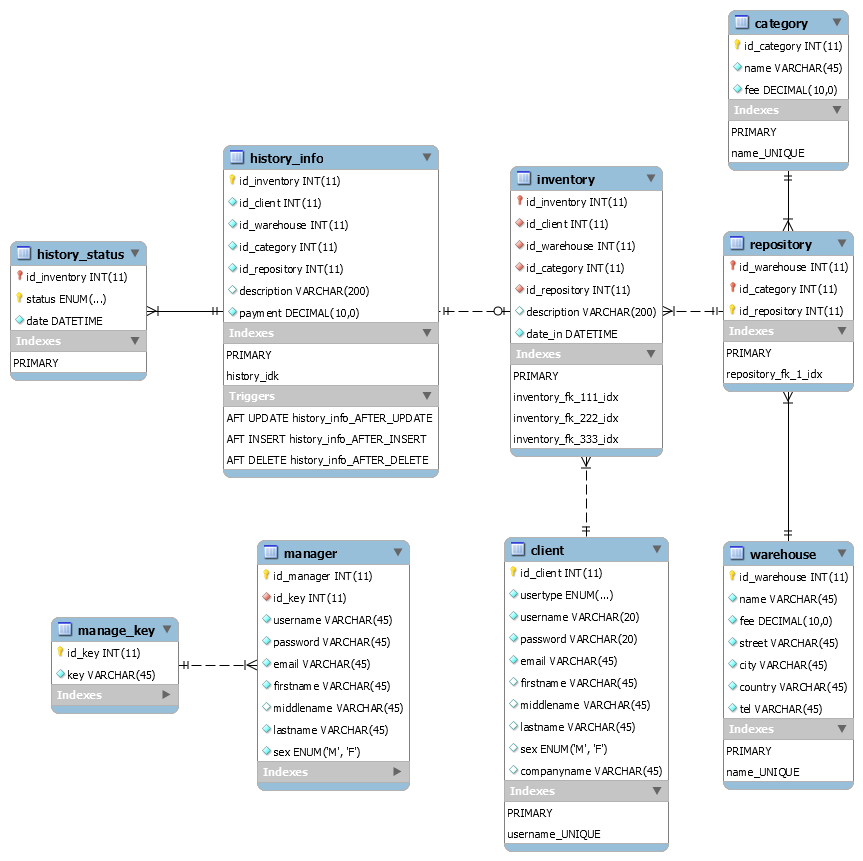 category
id_category INT(11)
name VARCHAR(45)
fee DECIMAL(10,0)
Indexes
PRIMARY
name_UNIQUE
history_info
id_inventory INT(11)
id_client INT(11)
id_warehouse INT(11)
id_category INT(11)
id_repository INT(11)
description VARCHAR(200)
payment DECIMAL(10,0)
Indexes
PRIMARY
history_idk
Triggers
AFT UPDATE history_info_AFTER_UPDATE
AFT INSERT history_info_AFTER_INSERT
AFT DELETE history_info_AFTER_DELETE
inventory
id_inventory INT(11)
id_client INT(11)
id_warehouse INT(11)
id_category INT(11)
id_repository INT(11)
description VARCHAR(200)
date_in DATETIME
Indexes
PRIMARY
inventory_fk_111_idx
inventory_fk_222_idx
inventory_fk_333_idx
repository
id_warehouse INT(11)
id_category INT(11)
id_repository INT(11)
Indexes
PRIMARY
repository_fk_1_idx
history_status
id_inventory INT(11)
status ENUM(...)
date DATETIME
Indexes
PRIMARY
manager
id_manager INT(11)
id_key INT(11)
username VARCHAR(45)
password VARCHAR(45)
email VARCHAR(45)
firstname VARCHAR(45)
middlename VARCHAR(45)
lastname VARCHAR(45)
sex ENUM('M', 'F')
Indexes
manage_key
id_key INT(11)
key VARCHAR(45)
Indexes
client
id_client INT(11)
usertype ENUM(...)
username VARCHAR(20)
password VARCHAR(20)
email VARCHAR(45)
firstname VARCHAR(45)
middlename VARCHAR(45)
lastname VARCHAR(45)
sex ENUM('M', 'F')
companyname VARCHAR(45)
Indexes
PRIMARY
username_UNIQUE
warehouse
id_warehouse INT(11)
name VARCHAR(45)
fee DECIMAL(10,0)
street VARCHAR(45)
city VARCHAR(45)
country VARCHAR(45)
tel VARCHAR(45)
Indexes
PRIMARY
name_UNIQUE